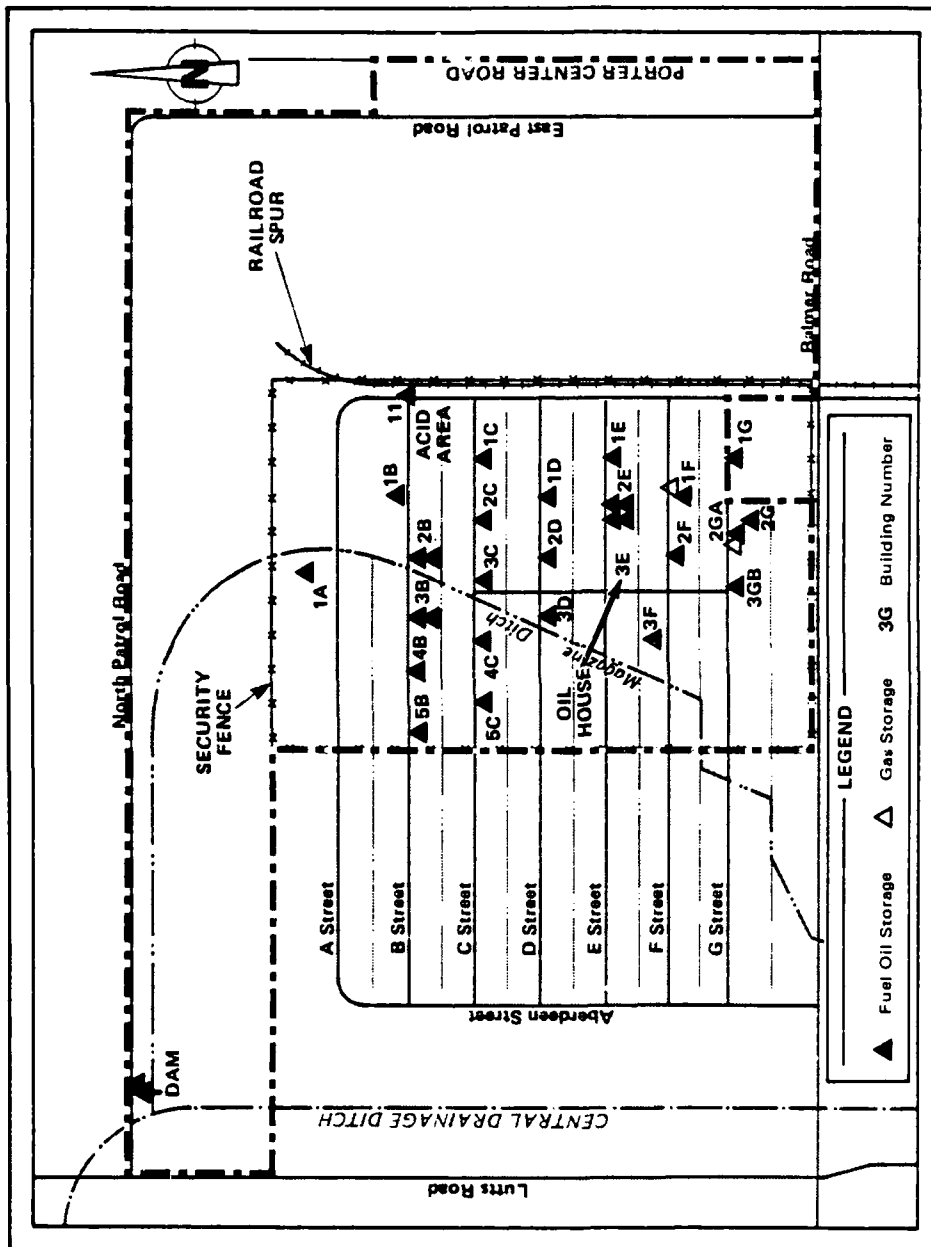 North Patrol Road
PORTER CENTER ROAD
N
East Patrol Road
RAILROAD
SPUR
Balmer Road
SECURITY
FENCE
DAM
CENTRAL DRAINAGE DITCH
Lutts Road
Aberdeen Street
A Street
B Street
C Street
D Street
E Street
F Street
G Street
1A
11
ACID
AREA
1B
2B
3B
4B
5B
1C
2C
3C
4C
5C
1D
2D
3D
Magazine Ditch
OIL
HOUSE
1E
2E
3E
1F
2F
3F
1G
2GA
2G
3GB
LEGEND
Fuel Oil Storage
Gas Storage
3G Building Number